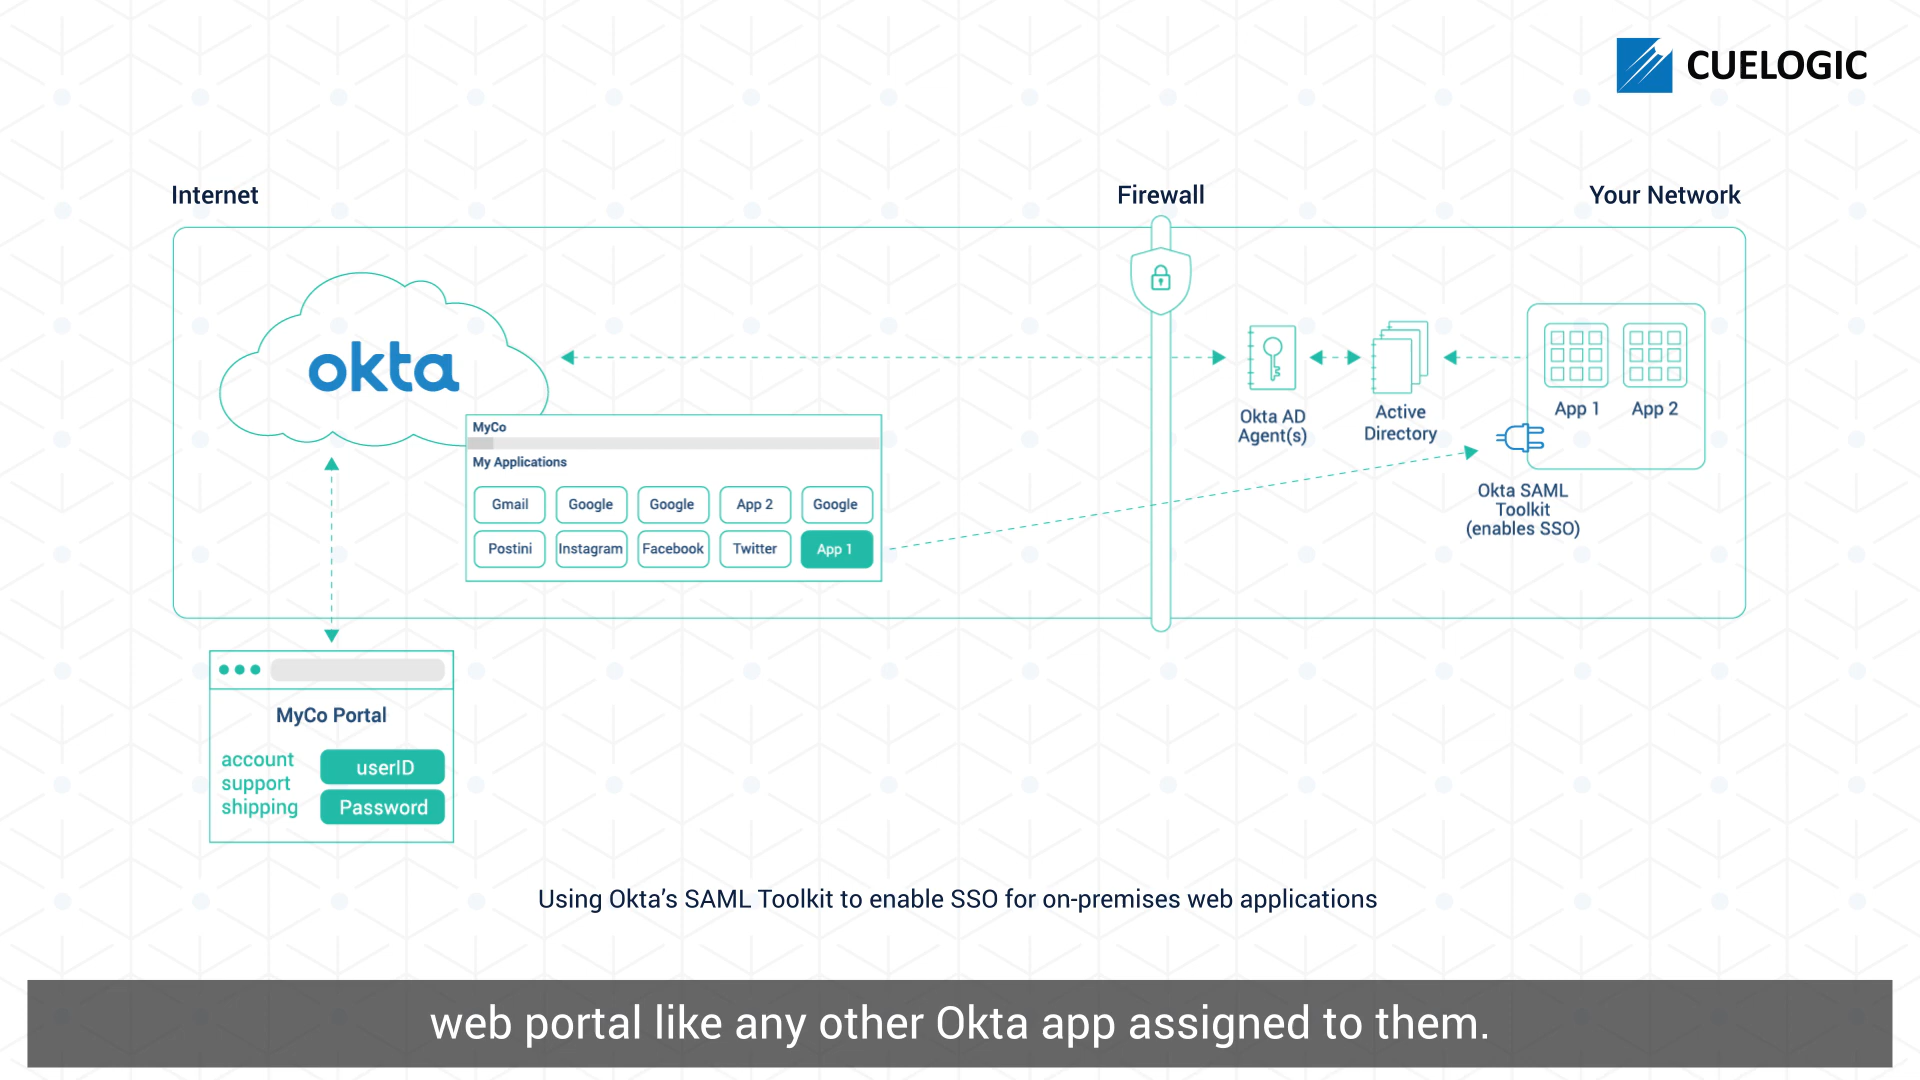 CUELOGIC
Internet
Firewall
Your Network
okta
MyCo
My Applications
Gmail
Google
Google
App 2
Google
Postini
Instagram
Facebook
Twitter
App 1
Okta AD
Agent(s)
Active
Directory
App 1
App 2
Okta SAML
Toolkit
(enables SSO)
MyCo Portal
account
support
shipping
userID
Password
Using Okta’s SAML Toolkit to enable SSO for on-premises web applications
web portal like any other Okta app assigned to them.